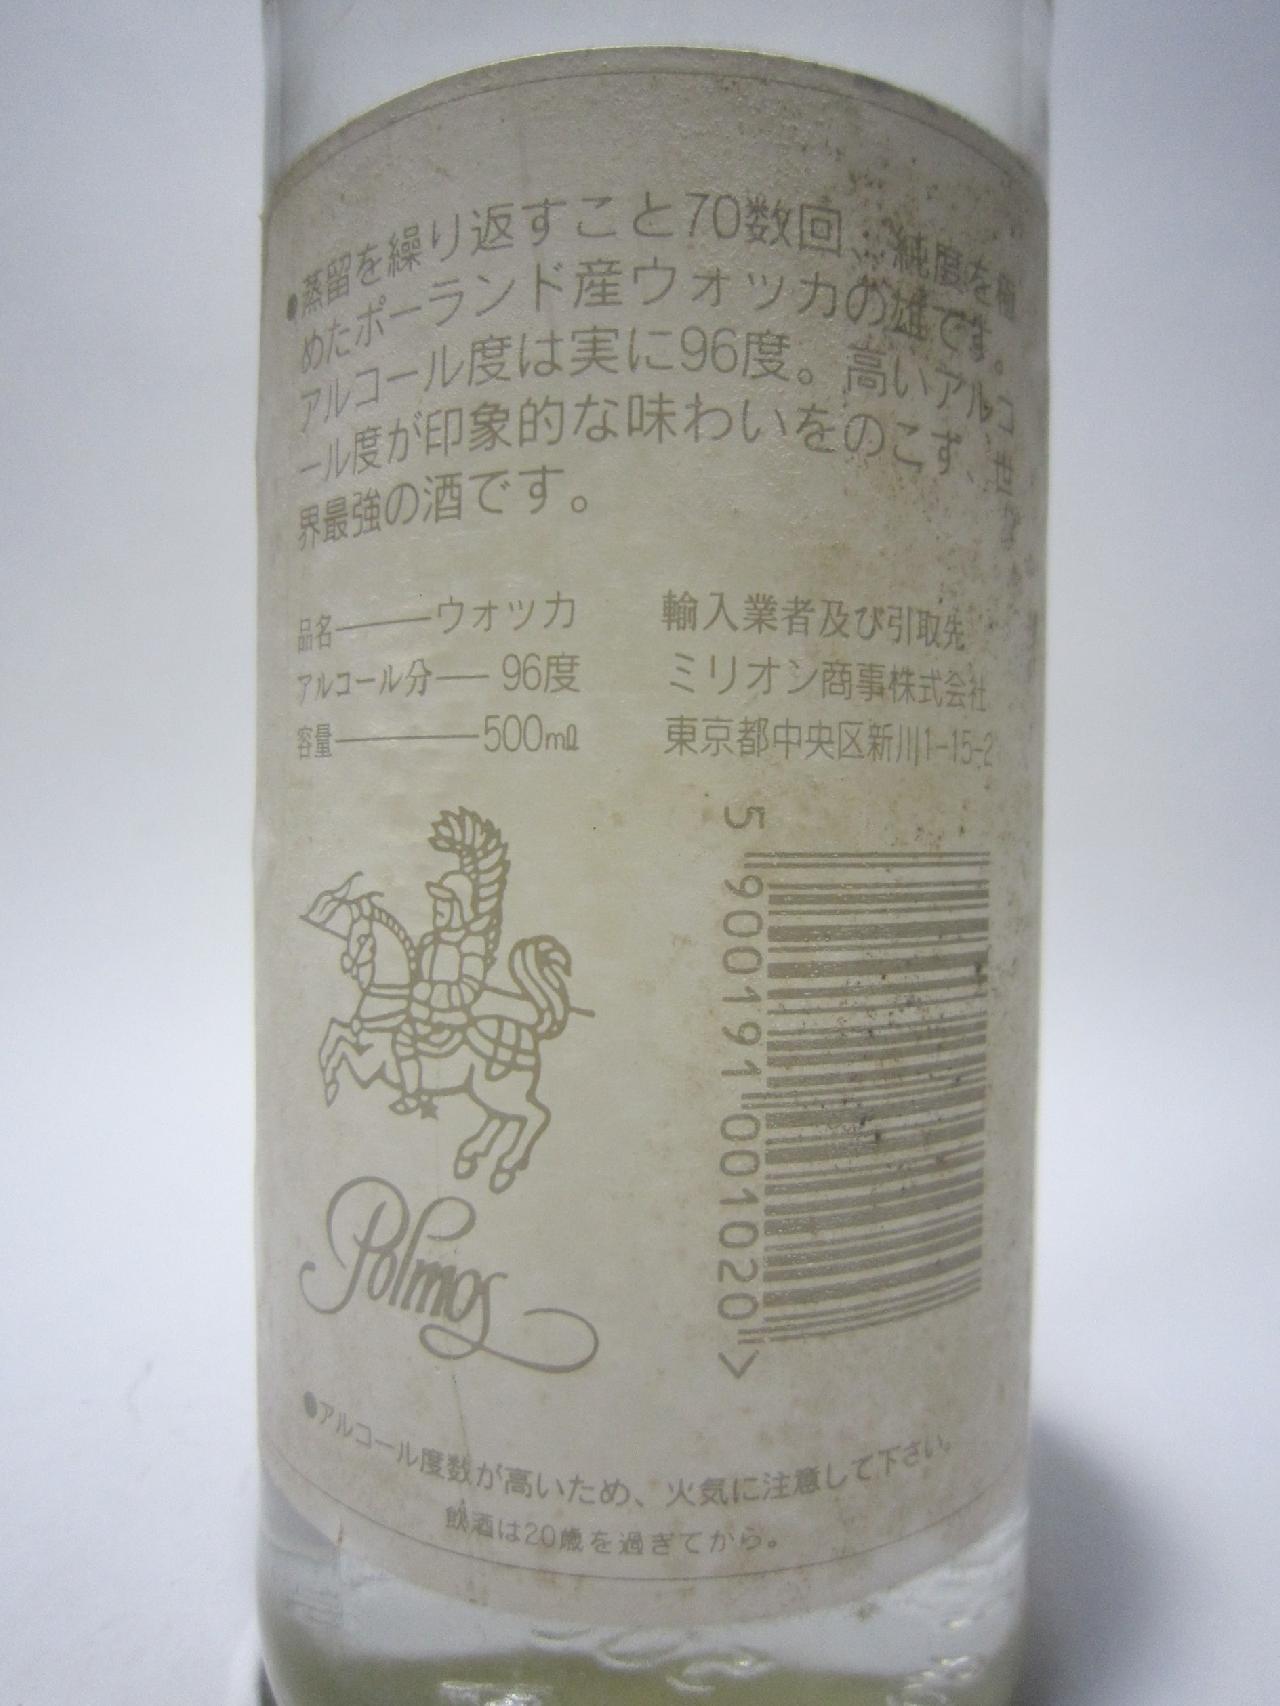 ●蒸留を繰り返すこと70数回、純度を極
めたポーランド産ウォッカの雄です。
アルコール度は実に96度。高いアルコ
ール度が印象的な味わいをのこす、世
界最強の酒です。
品名――ウォッカ
アルコール分―96度
容量―――500mℓ
輸入業者及び引取先
ミリオン商事株式会社
東京都中央区新川1-15-2
5 900191 001020 >
Polmos
●アルコール度数が高いため、火気に注意して下さい。
飲酒は20歳を過ぎてから。